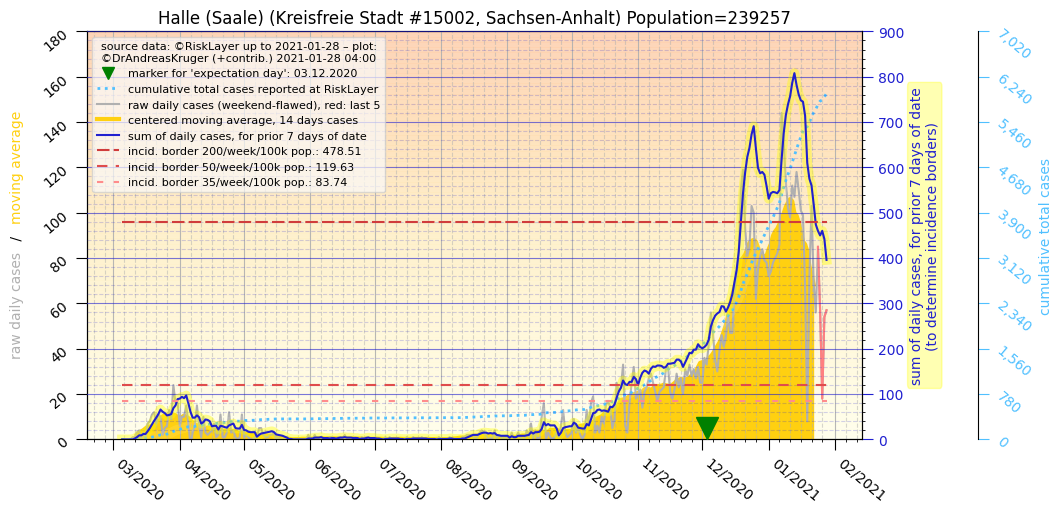 Halle (Saale) (Kreisfreie Stadt #15002, Sachsen-Anhalt) Population=239257
source data: ©RiskLayer up to 2021-01-28 – plot:
©DrAndreasKruger (+contrib.) 2021-01-28 04:00
marker for 'expectation day': 03.12.2020
cumulative total cases reported at RiskLayer
raw daily cases (weekend-flawed), red: last 5
centered moving average, 14 days cases
sum of daily cases, for prior 7 days of date
incid. border 200/week/100k pop.: 478.51
incid. border 50/week/100k pop.: 119.63
incid. border 35/week/100k pop.: 83.74
raw daily cases / moving average
180
160
140
120
100
80
60
40
20
0
03/2020
04/2020
05/2020
06/2020
07/2020
08/2020
09/2020
10/2020
11/2020
12/2020
01/2021
02/2021
900
800
700
600
500
400
300
200
100
0
sum of daily cases, for prior 7 days of date
(to determine incidence borders)
7,020
6,240
5,460
4,680
3,900
3,120
2,340
1,560
780
0
cumulative total cases